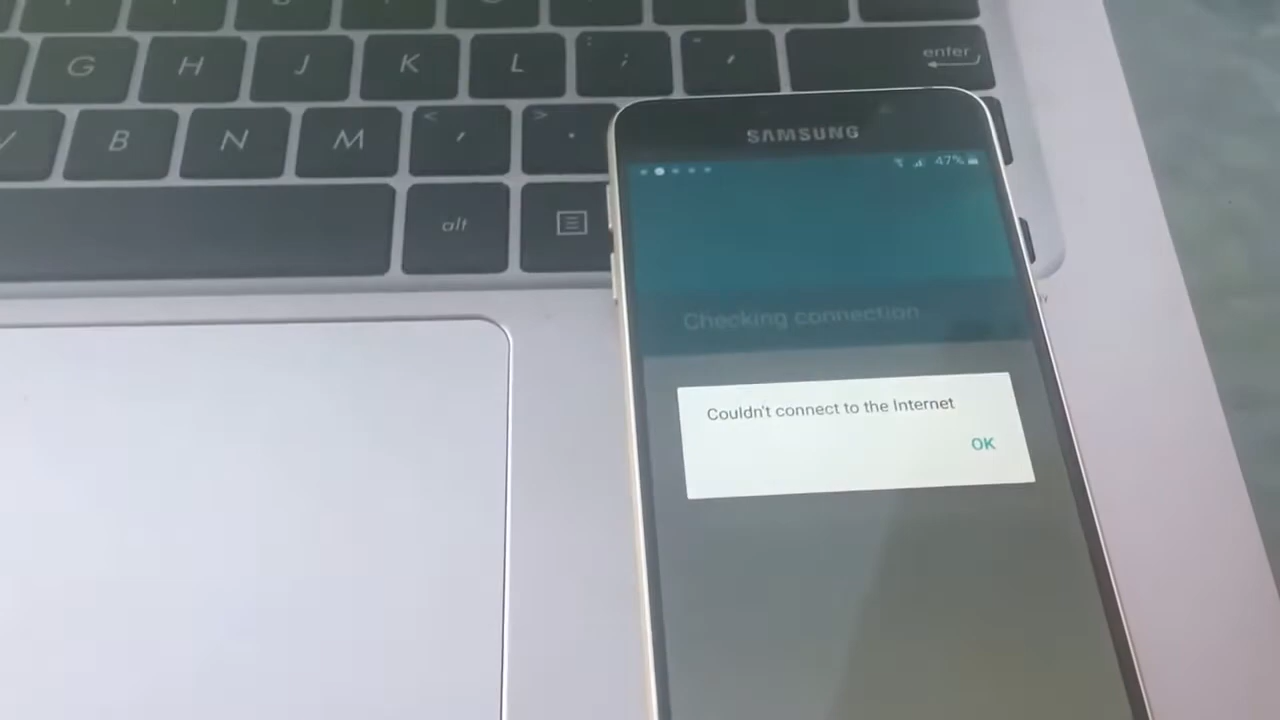 G H J K L : ; " ' enter
V B N M < , > .
alt
SAMSUNG
47%
Checking connection
Couldn't connect to the Internet
OK